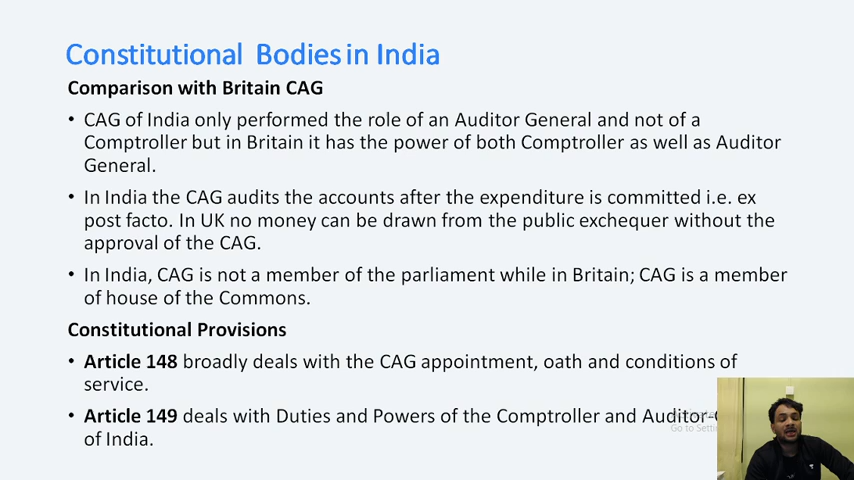 Constitutional Bodies in India
Comparison with Britain CAG
• CAG of India only performed the role of an Auditor General and not of a
Comptroller but in Britain it has the power of both Comptroller as well as Auditor
General.
• In India the CAG audits the accounts after the expenditure is committed i.e. ex
post facto. In UK no money can be drawn from the public exchequer without the
approval of the CAG.
• In India, CAG is not a member of the parliament while in Britain; CAG is a member
of house of the Commons.
Constitutional Provisions
• Article 148 broadly deals with the CAG appointment, oath and conditions of
service.
• Article 149 deals with Duties and Powers of the Comptroller and Auditor-
of India.
Go to Setti